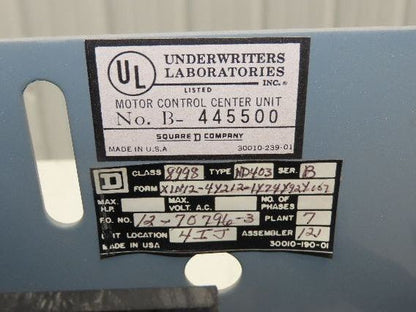 UL ®
UNDERWRITERS
LABORATORIES
INC.®
LISTED
MOTOR CONTROL CENTER UNIT
No. B- 445500
SQUARE D COMPANY
MADE IN U.S.A 30010-239-01
D CLASS 8998 TYPE ND403 SER. B
FORM
MAX. H.P. MAX. VOLT. A.C. NO. OF PHASES
F.O. NO. 12-70796-3 PLANT 7
UNIT LOCATION 4IJ ASSEMBLER
MADE IN USA 30010-190-01